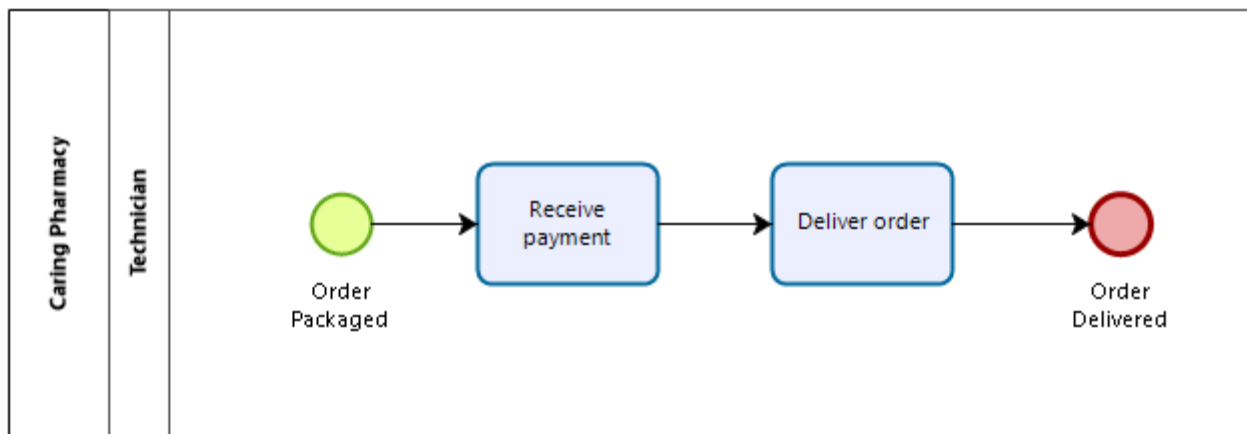 Caring Pharmacy
Technician
Order
Packaged
Receive
payment
Deliver order
Order
Delivered